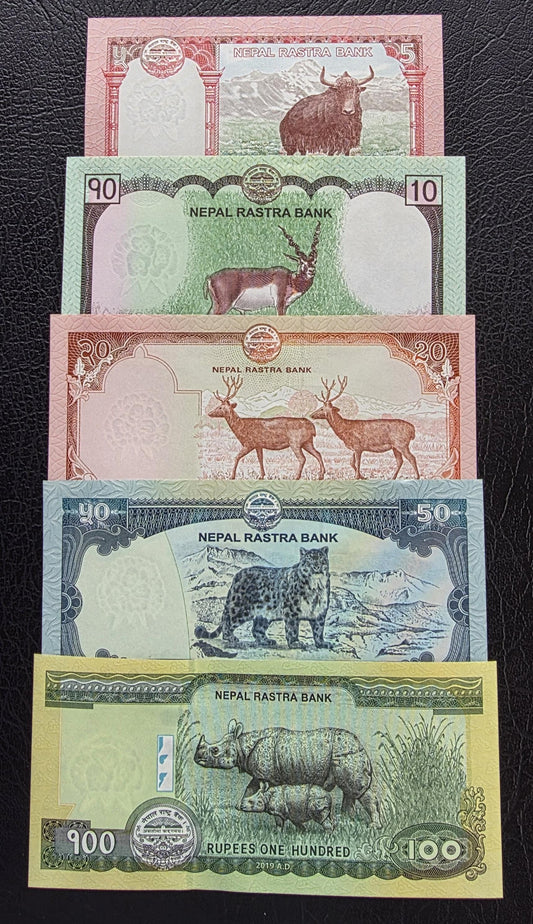 ५ NEPAL RASTRA BANK 5
१० NEPAL RASTRA BANK 10
२० NEPAL RASTRA BANK 20
५० NEPAL RASTRA BANK 50
NEPAL RASTRA BANK
१००
RUPEES ONE HUNDRED
2019 A.D.
100